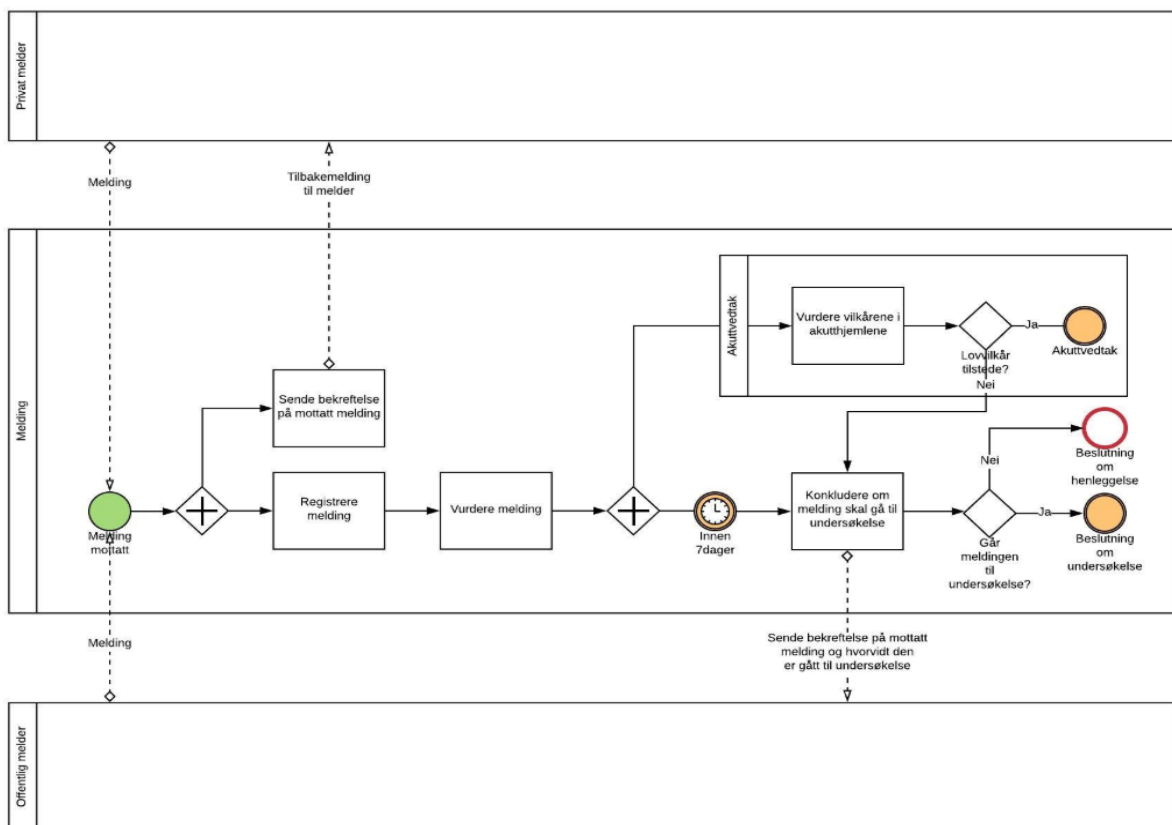 Privat melder
Melding
Tilbakemelding
til melder
Melding
Akuttvedtak
Vurdere vilkårene i
akutthjemlene
Lovvilkår
tilstede?
Ja
Akuttvedtak
Nei
Sende bekreftelse
på mottatt melding
Melding
mottatt
Registrere
melding
Vurdere melding
Innen
7dager
Konkludere om
melding skal gå til
undersøkelse
Nei
Beslutning
om
henleggelse
Ja
Går
meldingen
til
undersøkelse?
Beslutning
om
undersøkelse
Melding
Sende bekreftelse på mottatt
melding og hvorvidt den
er gått til undersøkelse
Offentlig melder